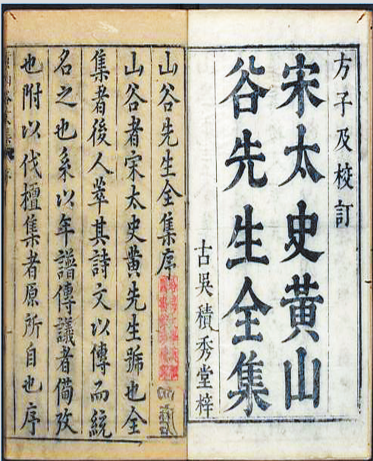 方子及校訂
宋太史黄山
谷先生全集
古吳積秀堂梓
山谷先生全集序
山谷者宋太史黄先生號也全
集者後人萃其詩文以傳而統
名之也系以年譜傳議者備攷
也附以伐檀集者原所自也序